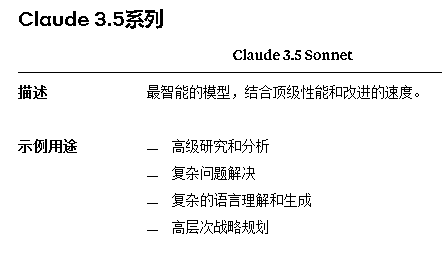 Claude 3.5系列
Claude 3.5 Sonnet
描述 最智能的模型，结合顶级性能和改进的速度。
示例用途 — 高级研究和分析
— 复杂问题解决
— 复杂的语言理解和生成
— 高层次战略规划